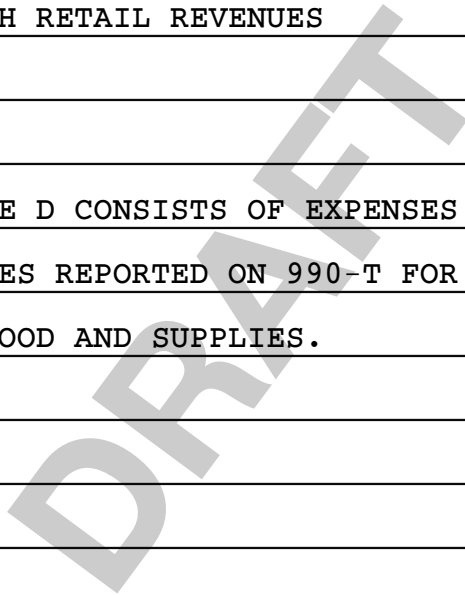 H RETAIL REVENUES
E D CONSISTS OF EXPENSES
ES REPORTED ON 990-T FOR
OOD AND SUPPLIES.
DRAFT